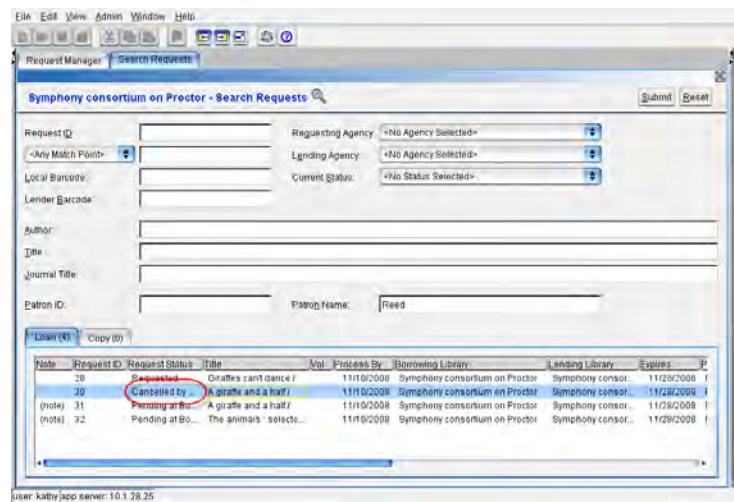 File Edit View Admin Window Help
Request Manager Search Requests
Symphony consortium on Proctor - Search Requests Submit Reset
Request ID Requesting Agency <No Agency Selected>
<Any Match Point> Lending Agency: <No Agency Selected>
Local Barcode: Current Status: <No Status Selected>
Lender Barcode:
Author:
Title:
Journal Title:
Patron ID: Patron Name: Reed
Loan (4) Copy (0)
Note Request ID Request Status Title Vol Process By Borrowing Library Lending Library Expires P
28 Requested Giraffes can't dance / 11/10/2008 Symphony consortium on Proctor Symphony consor... 11/28/2008
30 Cancelled by ... A giraffe and a half / 11/10/2008 Symphony consortium on Proctor Symphony consor... 11/28/2008
(note) 31 Pending at Bo... A giraffe and a half / 11/10/2008 Symphony consortium on Proctor Symphony consor... 11/28/2008
(note) 32 Pending at Bo... The animals : selecte... 11/10/2008 Symphony consortium on Proctor Symphony consor... 11/28/2008
user: kathy app server: 10.1.28.25